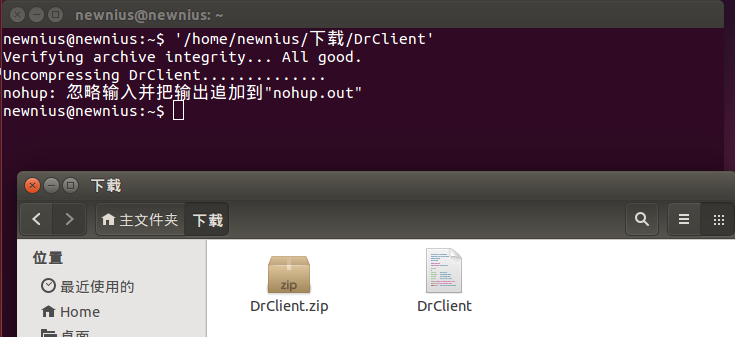 newnius@newnius: ~
newnius@newnius:~$ '/home/newnius/下载/DrClient'
Verifying archive integrity... All good.
Uncompressing DrClient..............
nohup: 忽略输入并把输出追加到"nohup.out"
newnius@newnius:~$
下载
主文件夹 下载
位置
最近使用的
Home
桌面
zip
DrClient.zip DrClient